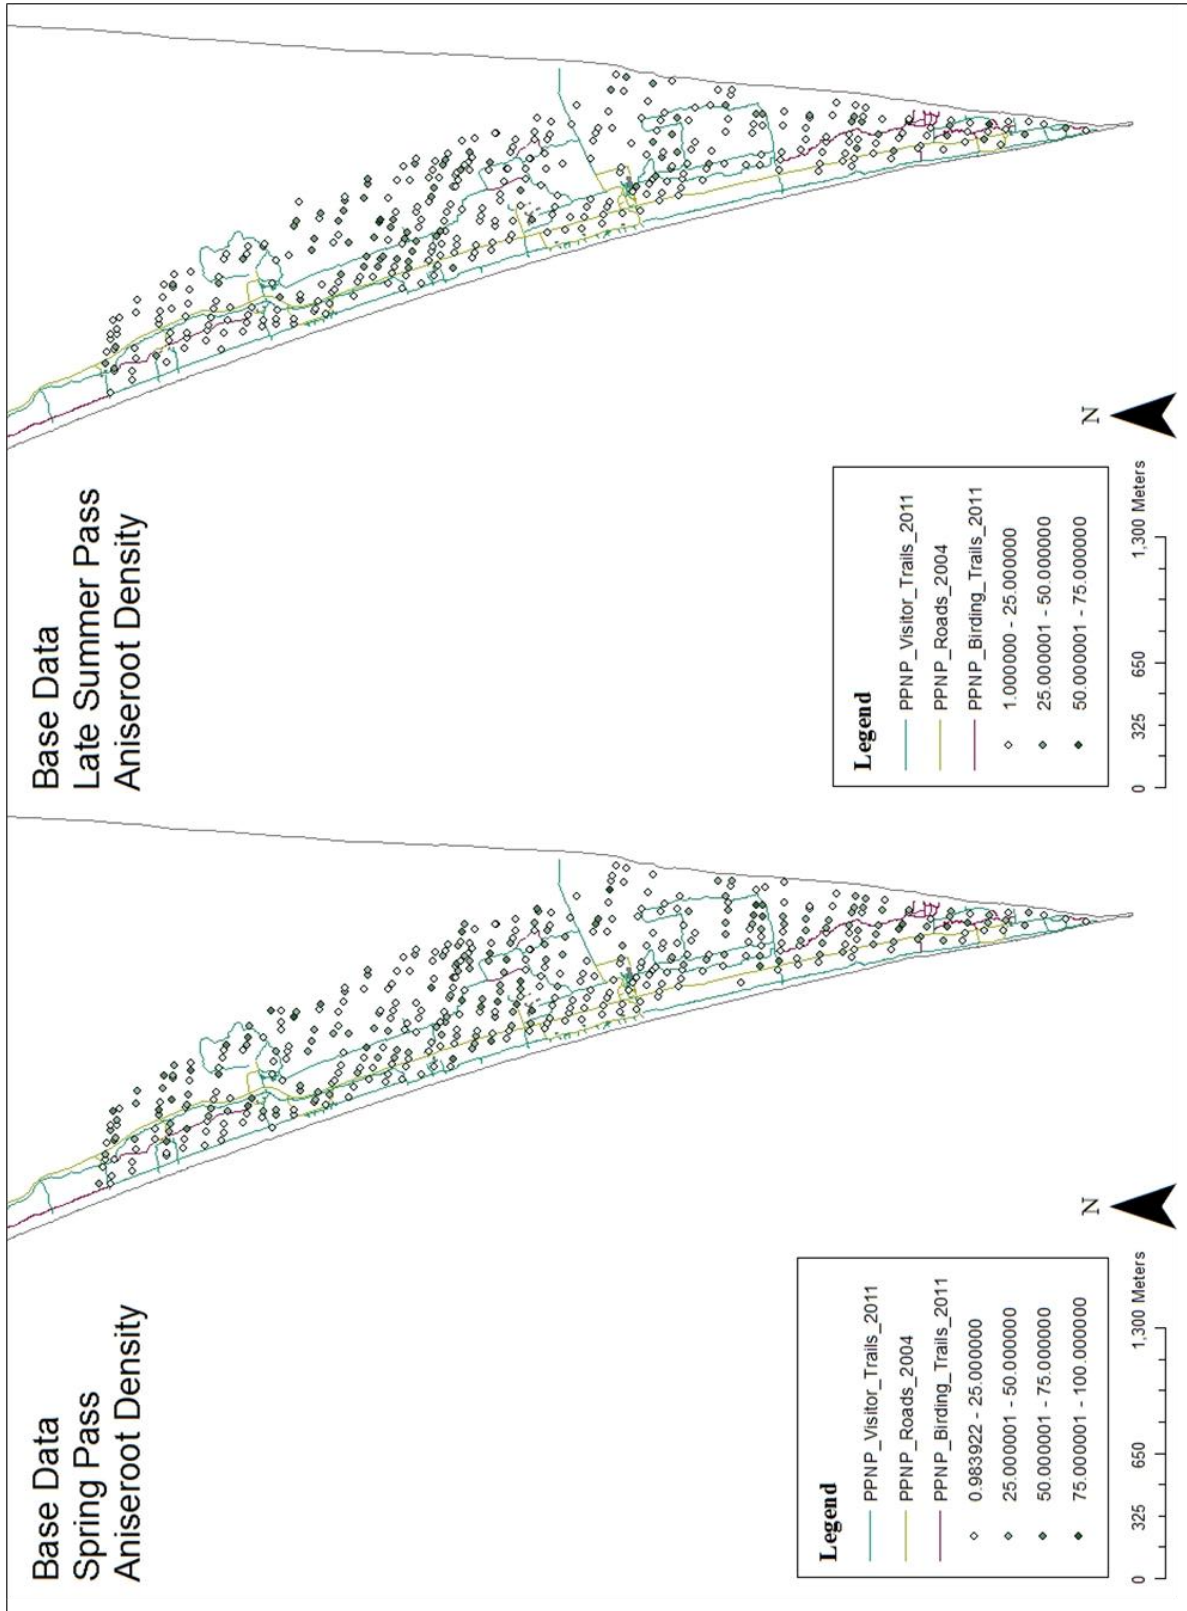 Base Data
Spring Pass
Aniseroot Density
Legend
PPNP_Visitor_Trails_2011
PPNP_Roads_2004
PPNP_Birding_Trails_2011
0.983922 - 25.000000
25.000001 - 50.000000
50.000001 - 75.000000
75.000001 - 100.000000
0 325 650 1,300 Meters
N
Base Data
Late Summer Pass
Aniseroot Density
Legend
PPNP_Visitor_Trails_2011
PPNP_Roads_2004
PPNP_Birding_Trails_2011
1.000000 - 25.000000
25.000001 - 50.000000
50.000001 - 75.000000
0 325 650 1,300 Meters
N